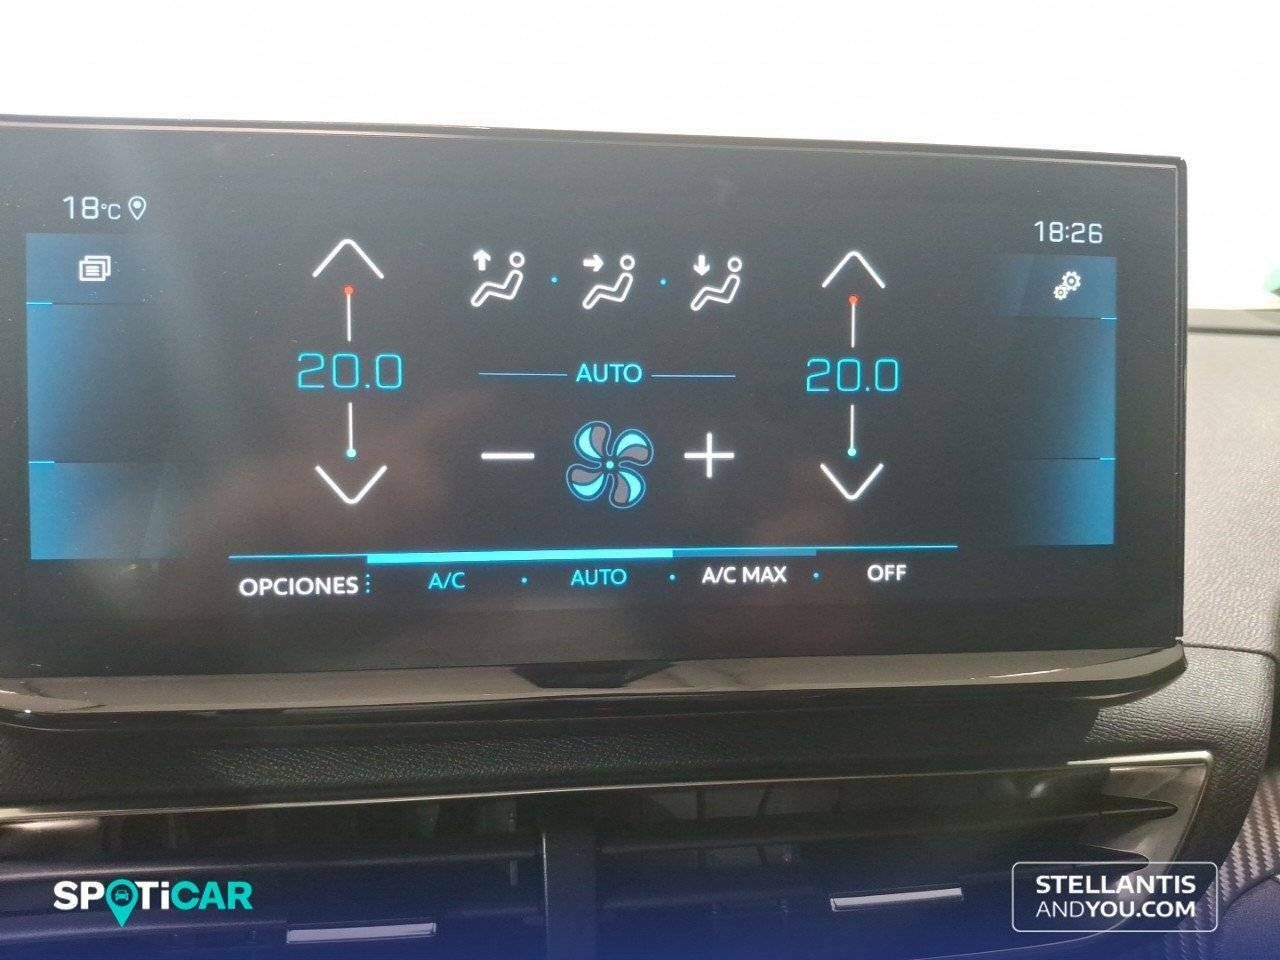 18°C
18:26
20.0
AUTO
20.0
OPCIONES
A/C
AUTO
A/C MAX
OFF
SPOTiCAR
STELLANTIS
ANDYOU.COM